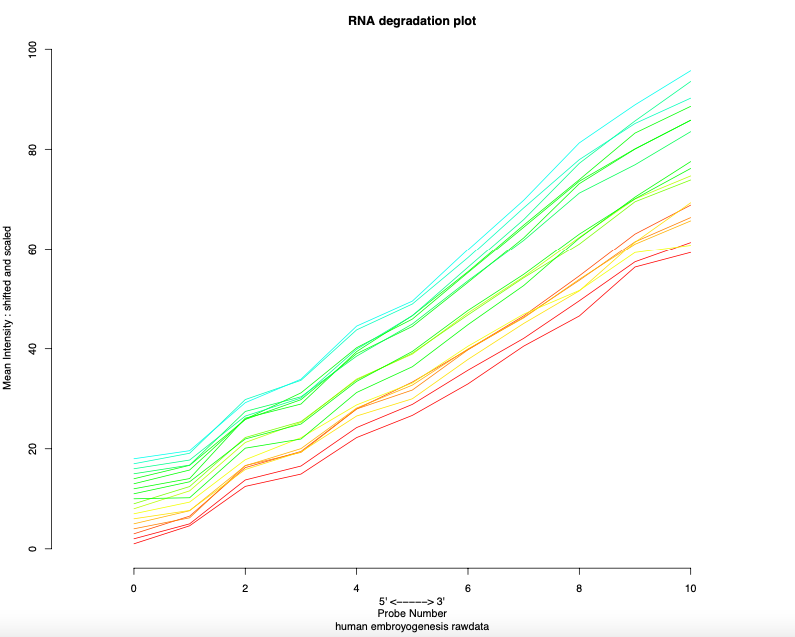 RNA degradation plot
Mean Intensity : shifted and scaled
100
80
60
40
20
0
0 2 4 6 8 10
5' <-----> 3'
Probe Number
human embroyogenesis rawdata